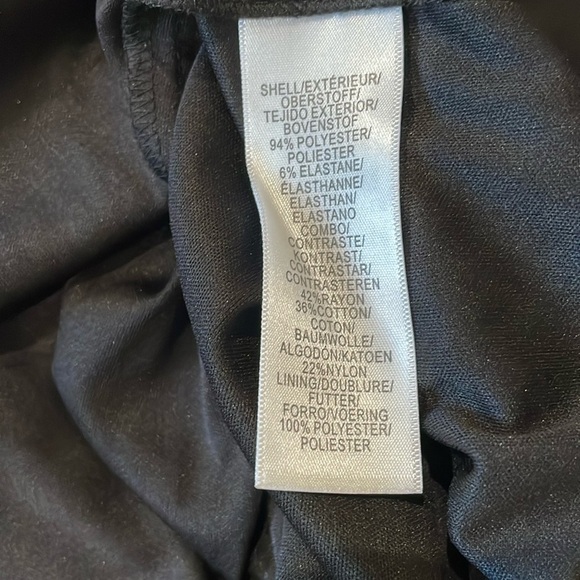 SHELL/EXTÉRIEUR/
OBERSTOFF/
TEJIDO EXTERIOR/
BOVENSTOF
94% POLYESTER/
POLIESTER
6% ELASTANE/
ÉLASTHANNE/
ELASTHAN/
ELASTANO
COMBO/
CONTRASTE/
KONTRAST/
CONTRASTAR/
CONTRASTEREN
42%RAYON
36%COTTON/
COTON/
BAUMWOLLE/
ALGODÓN/KATOEN
22%NYLON
LINING/DOUBLURE/
FUTTER/
FORRO/VOERING
100% POLYESTER/
POLIESTER